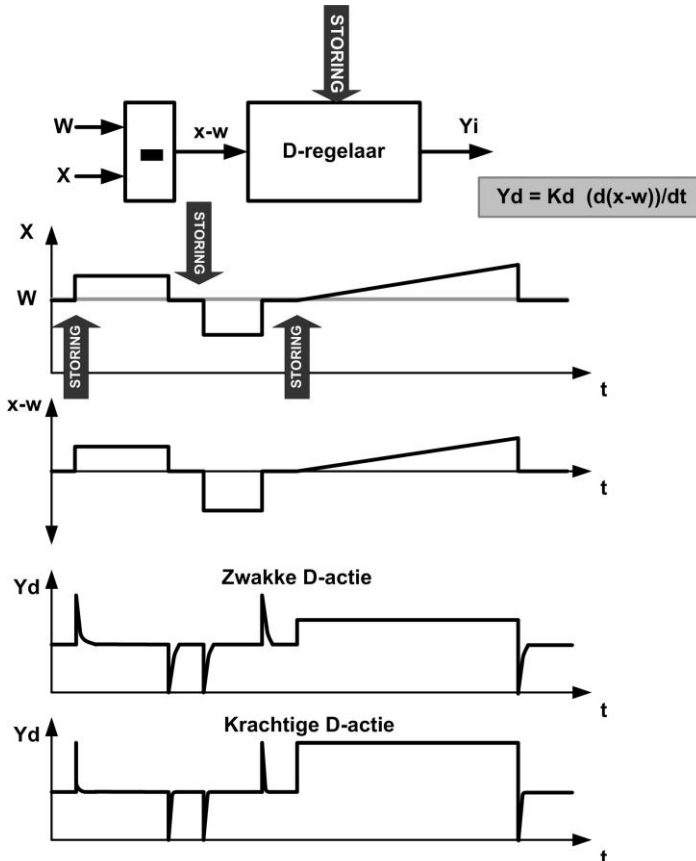 STORING
W
X
x-w
D-regelaar
Yi
Yd = Kd (d(x-w))/dt
STORING
X
W
STORING
STORING
t
x-w
t
Yd
Zwakke D-actie
t
Yd
Krachtige D-actie
t